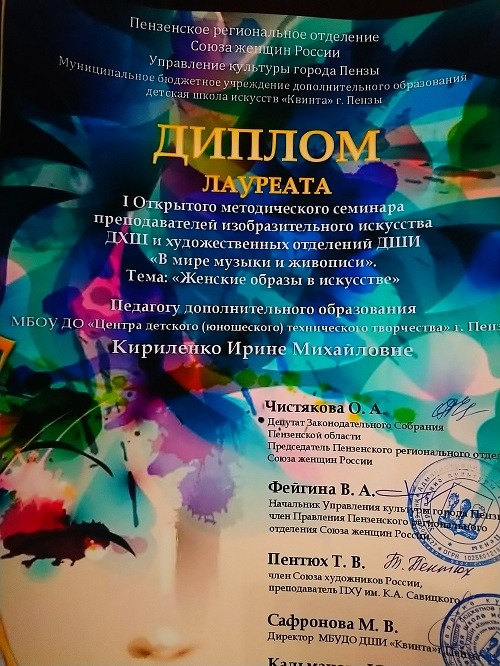 Пензенское региональное отделение
Союза женщин России
Управление культуры города Пензы
Муниципальное бюджетное учреждение дополнительного образования
детская школа искусств «Квинта» г. Пензы
ДИПЛОМ
ЛАУРЕАТА
I Открытого методического семинара
преподавателей изобразительного искусства
ДХШ и художественных отделений ДШИ
«В мире музыки и живописи».
Тема: «Женские образы в искусстве»
Педагогу дополнительного образования
МБОУ ДО «Центра детского (юношеского) технического творчества» г. Пенз
Кириленко Ирине Михайловне
Чистякова О. А.
Депутат Законодательного Собрания
Пензенской области
Председатель Пензенского регионального отде
Союза женщин России
Фейгина В. А.
Начальник Управления культуры города Пензы
член Правления Пензенского регионального
отделения Союза женщин России
Пентюх Т. В. Пентюх
член Союза художников России,
преподаватель ПХУ им. К.А. Савицкого
Сафронова М. В.
Директор МБУДО ДШИ «Квинта» г. Пензы